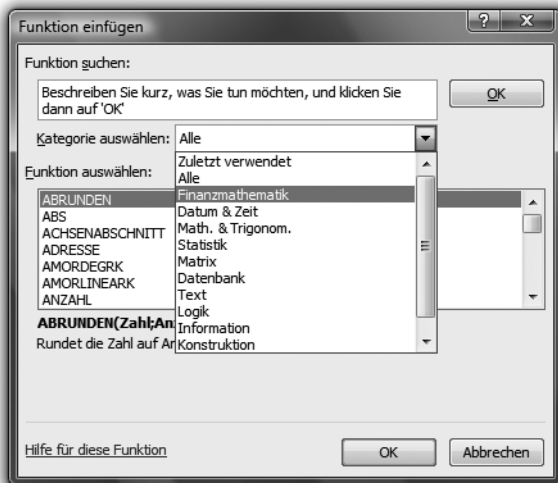 Funktion einfügen
? X
Funktion suchen:
Beschreiben Sie kurz, was Sie tun möchten, und klicken Sie
dann auf 'OK'
OK
Kategorie auswählen: Alle
Zuletzt verwendet
Alle
Finanzmathematik
Datum & Zeit
Math. & Trigonom.
Statistik
Matrix
Datenbank
Text
Logik
Information
Konstruktion
Funktion auswählen:
ABRUNDEN
ABS
ACHSENABSCHNITT
ADRESSE
AMORDEGRK
AMORLINEARK
ANZAHL
ABRUNDEN(Zahl;An
Rundet die Zahl auf An
Hilfe für diese Funktion
OK
Abbrechen